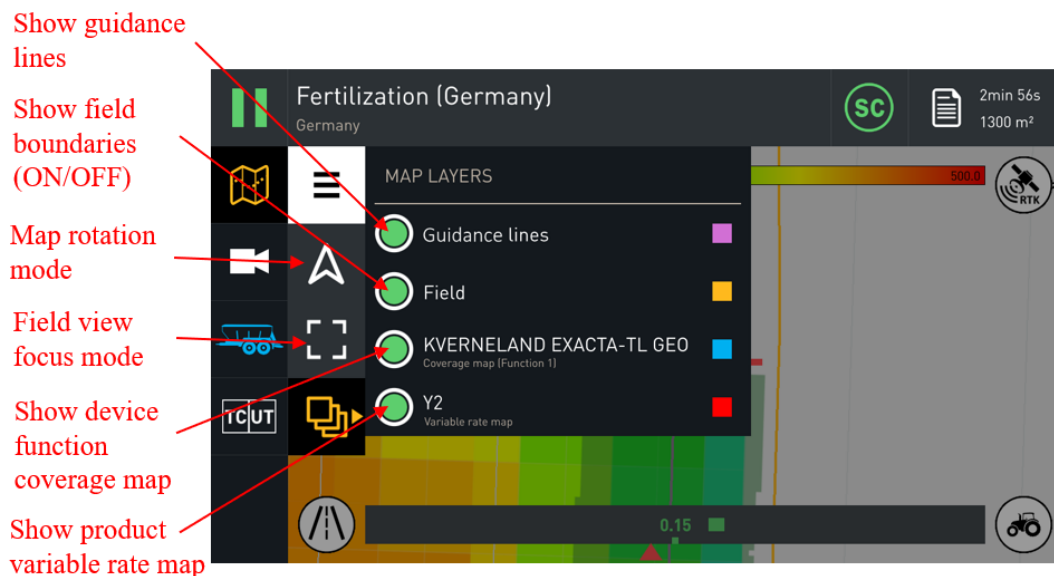 Show guidance
lines
Show field
boundaries
(ON/OFF)
Map rotation
mode
Field view
focus mode
Show device
function
coverage map
Show product
variable rate map
Fertilization (Germany)
Germany
SC
2min 56s
1300 m²
MAP LAYERS
500.0
RTK
Guidance lines
Field
KVERNELAND EXACTA-TL GEO
Coverage map (Function 1)
Y2
Variable rate map
TC UT
0.15